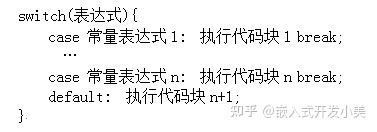 switch(表达式){
case 常量表达式1: 执行代码块1 break;
…
case 常量表达式n: 执行代码块n break;
default: 执行代码块n+1;
}
知乎 @嵌入式开发小美